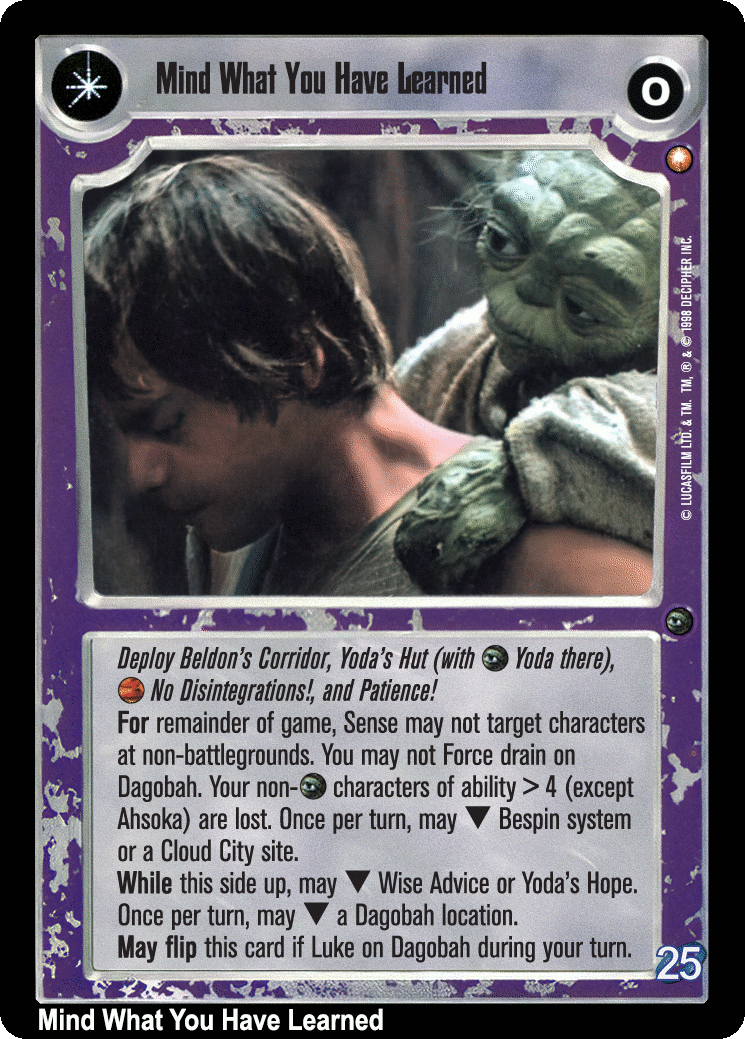 Mind What You Have Learned
0
© LUCASFILM LTD. & TM. TM, ® & © 1998 DECIPHER INC.
Deploy Beldon's Corridor, Yoda's Hut (with Yoda there),
No Disintegrations!, and Patience!
For remainder of game, Sense may not target characters
at non-battlegrounds. You may not Force drain on
Dagobah. Your non- characters of ability > 4 (except
Ahsoka) are lost. Once per turn, may ▼ Bespin system
or a Cloud City site.
While this side up, may ▼ Wise Advice or Yoda's Hope.
Once per turn, may ▼ a Dagobah location.
May flip this card if Luke on Dagobah during your turn.
25
Mind What You Have Learned